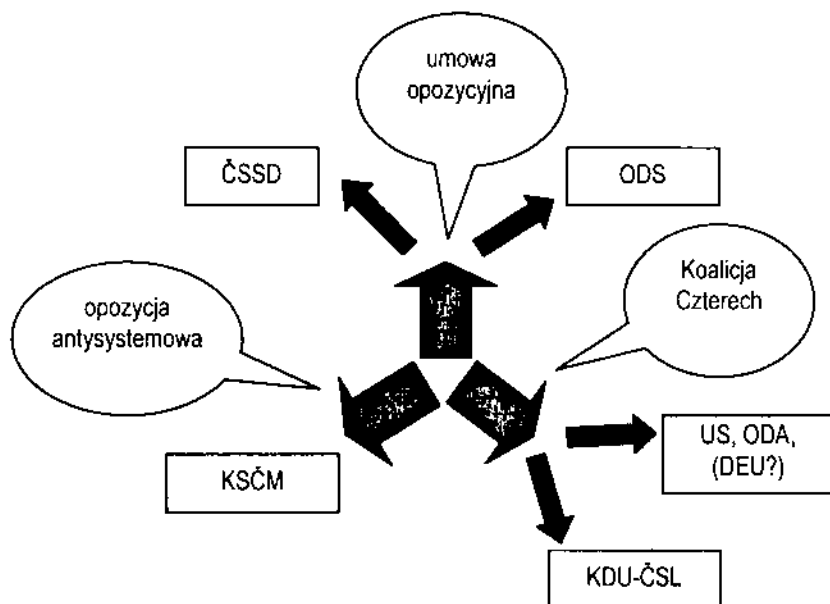 umowa
opozycyjna
ČSSD
ODS
Koalicja
Czterech
opozycja
antysystemowa
US, ODA,
(DEU?)
KSČM
KDU-ČSL